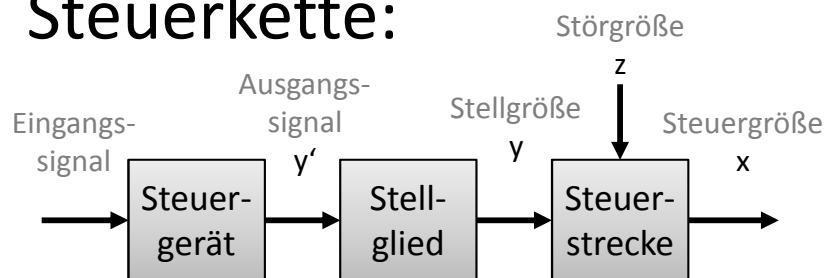 Steuerkette:
Störgröße
z
Ausgangs-
signal
y‘
Eingangs-
signal
Stellgröße
y
Steuergröße
x
Steuer-
gerät
Stell-
glied
Steuer-
strecke